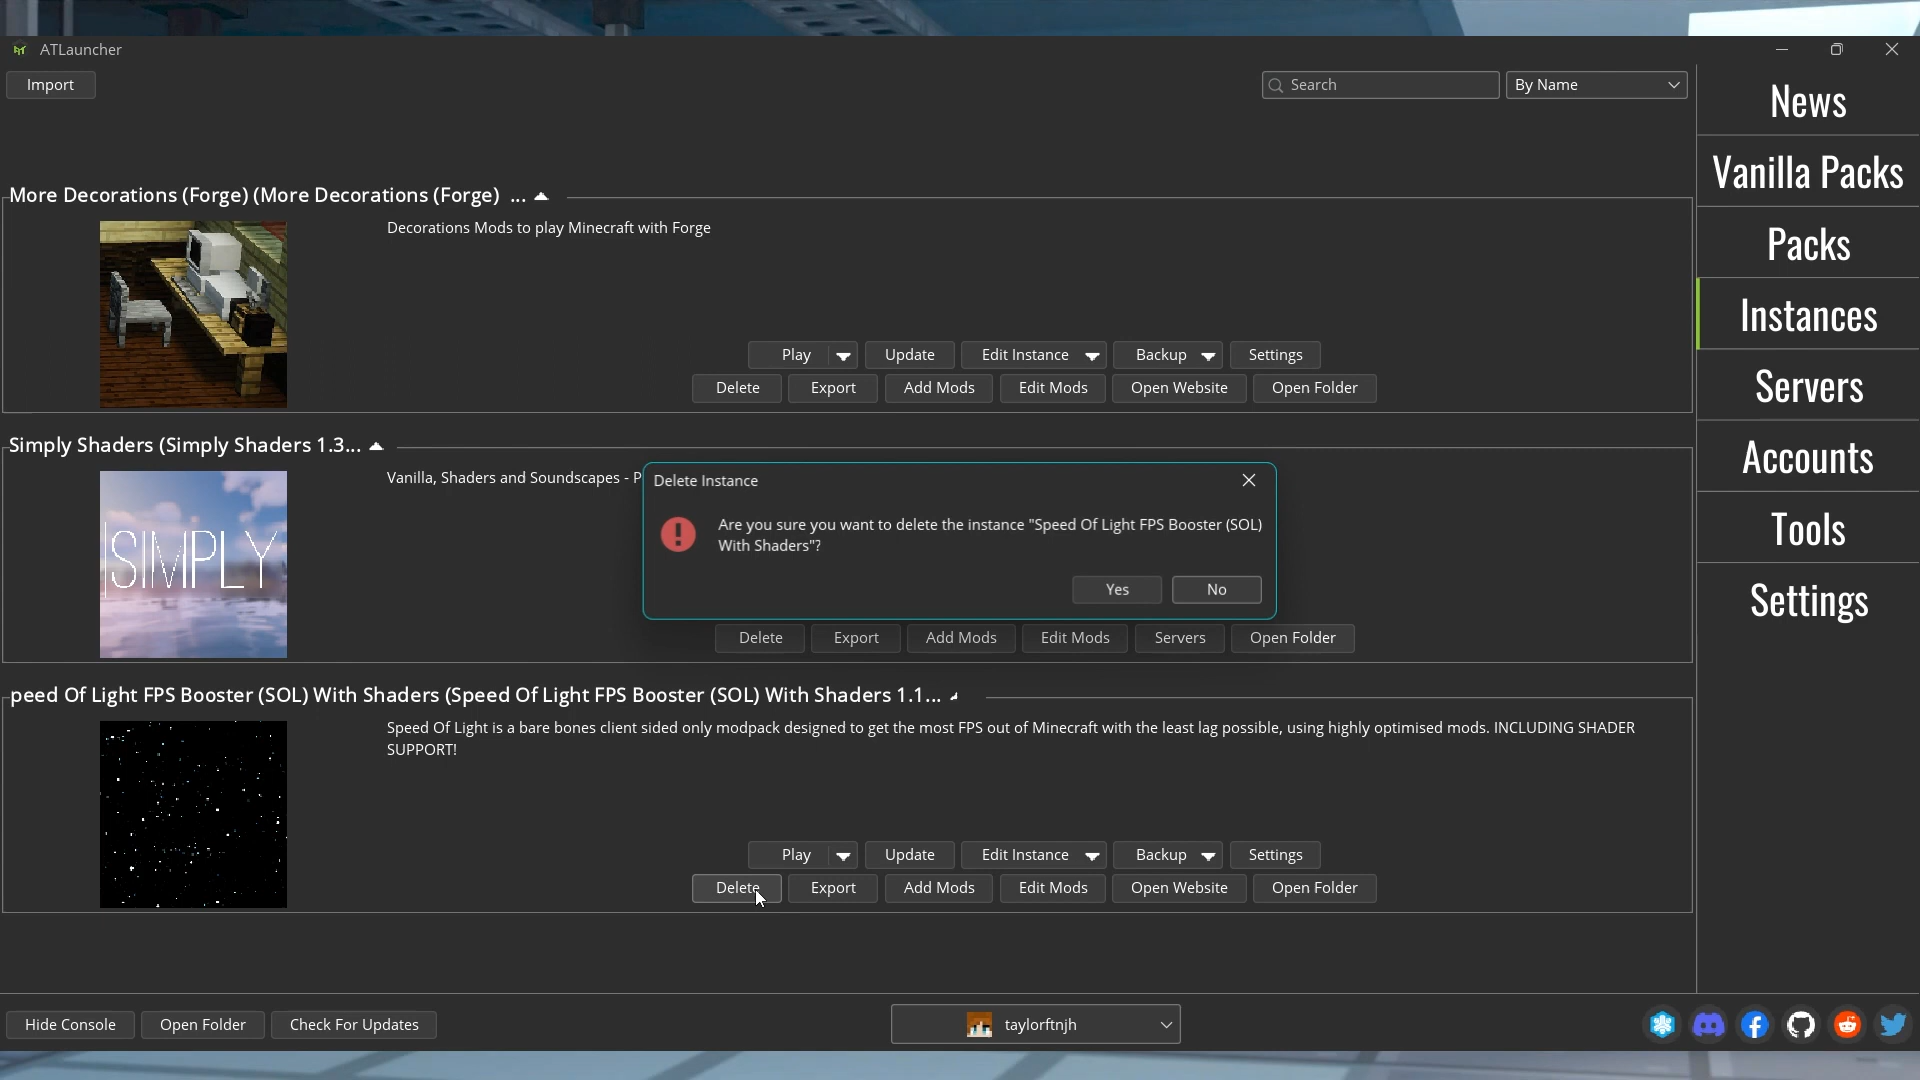 ATLauncher
Import
Search
By Name
News
Vanilla Packs
Packs
Instances
Servers
Accounts
Tools
Settings
More Decorations (Forge) (More Decorations (Forge) ...
Decorations Mods to play Minecraft with Forge
Play Update Edit Instance Backup Settings
Delete Export Add Mods Edit Mods Open Website Open Folder
Simply Shaders (Simply Shaders 1.3...
SIMPLY
Vanilla, Shaders and Soundscapes - P
Delete Instance
Are you sure you want to delete the instance "Speed Of Light FPS Booster (SOL)
With Shaders"?
Yes No
Delete Export Add Mods Edit Mods Servers Open Folder
peed Of Light FPS Booster (SOL) With Shaders (Speed Of Light FPS Booster (SOL) With Shaders 1.1...
Speed Of Light is a bare bones client sided only modpack designed to get the most FPS out of Minecraft with the least lag possible, using highly optimised mods. INCLUDING SHADER
SUPPORT!
Play Update Edit Instance Backup Settings
Delete Export Add Mods Edit Mods Open Website Open Folder
Hide Console Open Folder Check For Updates
taylorftnjh